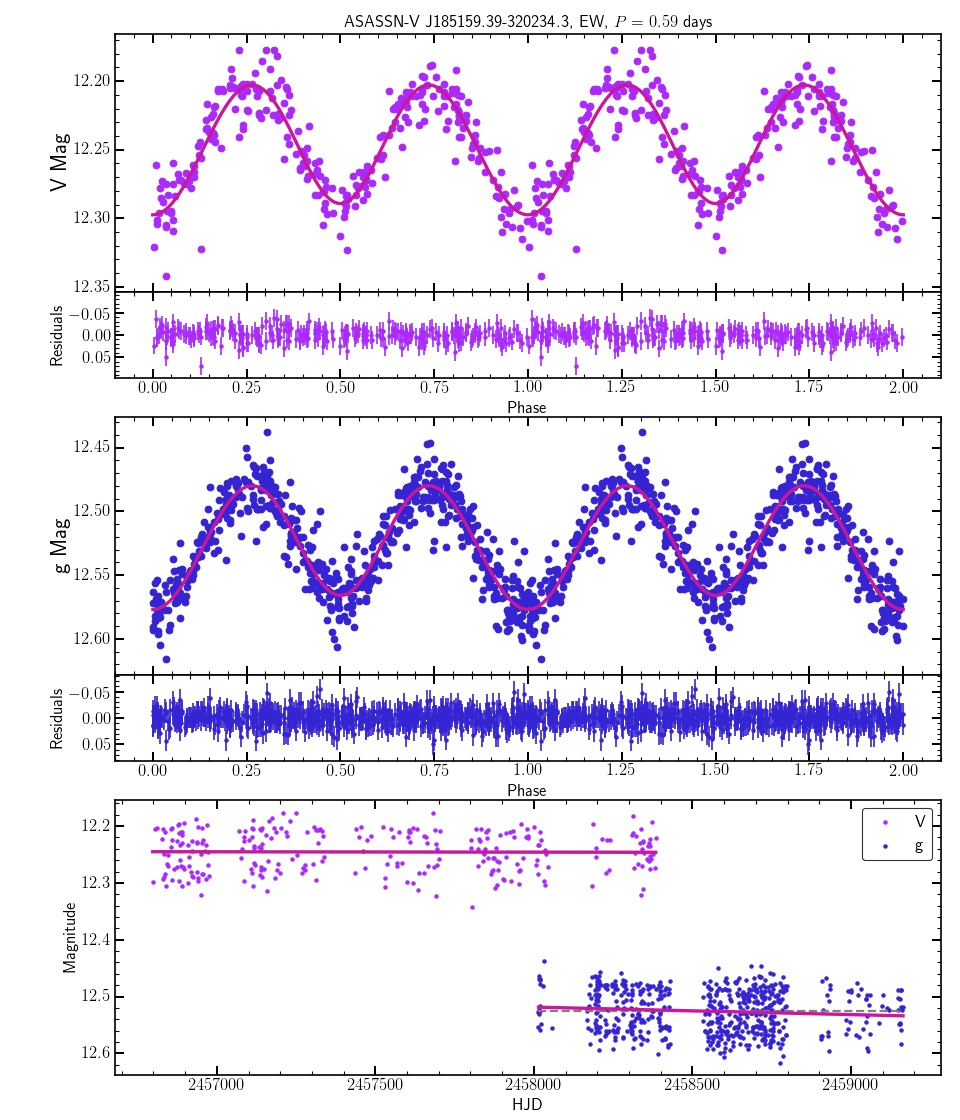 ASASSN-V J185159.39-320234.3, EW, P = 0.59 days
V Mag
12.20
12.25
12.30
12.35
Residuals
−0.05
0.00
0.05
0.00 0.25 0.50 0.75 1.00 1.25 1.50 1.75 2.00
Phase
g Mag
12.45
12.50
12.55
12.60
Residuals
−0.05
0.00
0.05
0.00 0.25 0.50 0.75 1.00 1.25 1.50 1.75 2.00
Phase
Magnitude
12.2
12.3
12.4
12.5
12.6
V
g
2457000 2457500 2458000 2458500 2459000
HJD